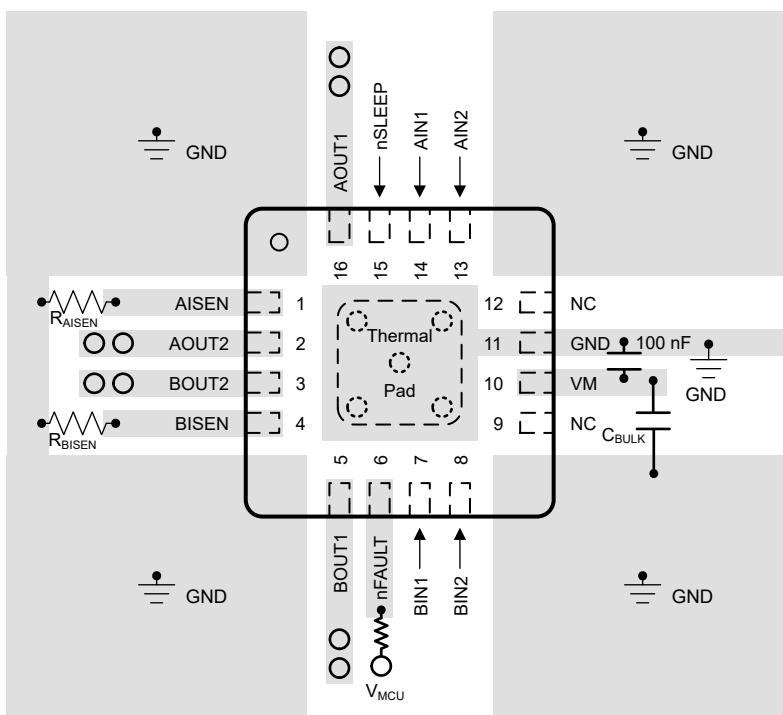 AOUT1
nSLEEP
AIN1
AIN2
GND
GND
16
15
14
13
RAISEN
AISEN
1
12
NC
AOUT2
2
Thermal
11
GND
100 nF
BOUT2
3
Pad
10
VM
GND
RBISEN
BISEN
4
9
NC
CBULK
5
6
7
8
BOUT1
nFAULT
BIN1
BIN2
GND
GND
VMCU